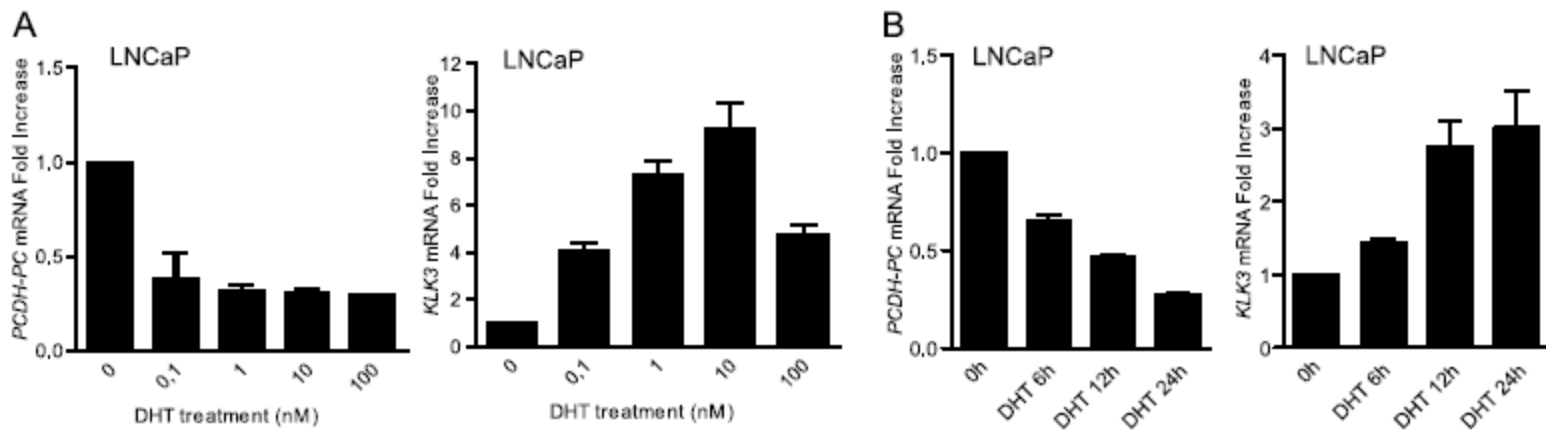 A
LNCaP
PCDH-PC mRNA Fold Increase
1.5
1.0
0.5
0.0
0
0,1
1
10
100
DHT treatment (nM)
LNCaP
KLK3 mRNA Fold Increase
12
10
8
6
4
2
0
0
0,1
1
10
100
DHT treatment (nM)
B
LNCaP
PCDH-PC mRNA Fold Increase
1.5
1.0
0.5
0.0
0h
DHT 6h
DHT 12h
DHT 24h
LNCaP
KLK3 mRNA Fold Increase
4
3
2
1
0
0h
DHT 6h
DHT 12h
DHT 24h